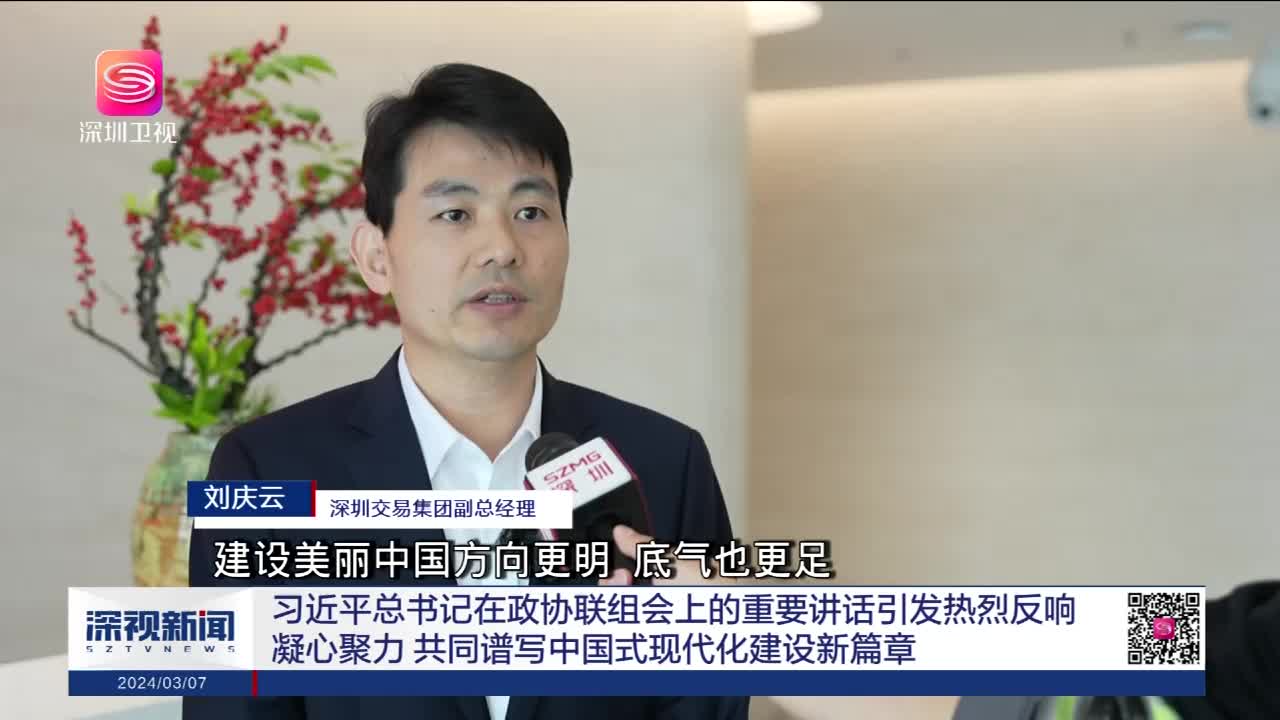 深圳卫视
SZMG
深圳
刘庆云
深圳交易集团副总经理
建设美丽中国方向更明 底气也更足
深视新闻
SZTVNEWS
习近平总书记在政协联组会上的重要讲话引发热烈反响
凝心聚力 共同谱写中国式现代化建设新篇章
2024/03/07